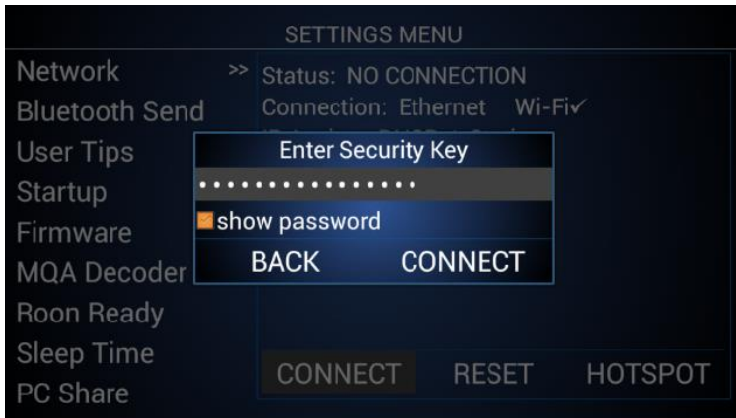 SETTINGS MENU
Network >>
Bluetooth Send
User Tips
Startup
Firmware
MQA Decoder
Roon Ready
Sleep Time
PC Share
Status: NO CONNECTION
Connection: Ethernet Wi-Fi✓
Enter Security Key
••••••••••••••••
show password
BACK CONNECT
CONNECT RESET HOTSPOT